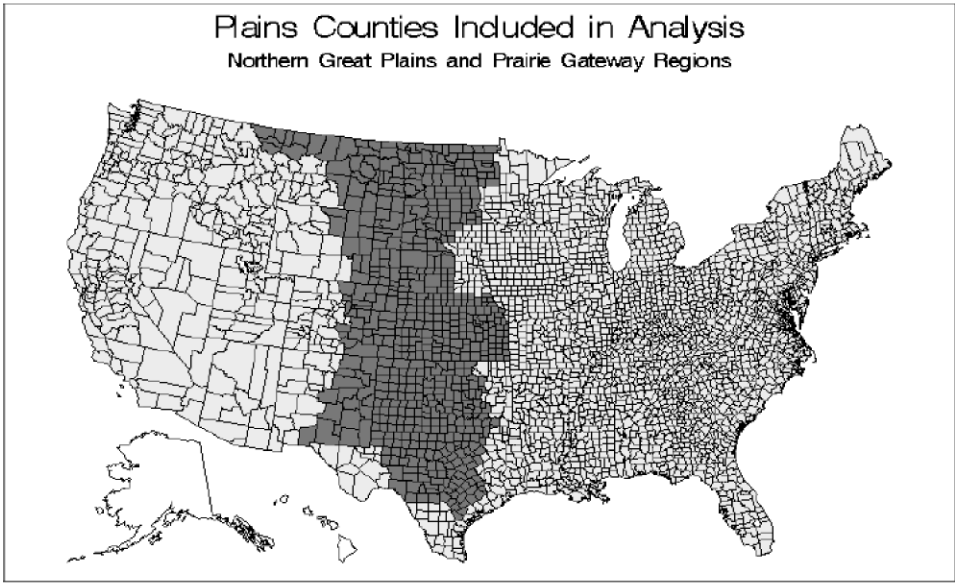 Plains Counties Included in Analysis
Northern Great Plains and Prairie Gateway Regions